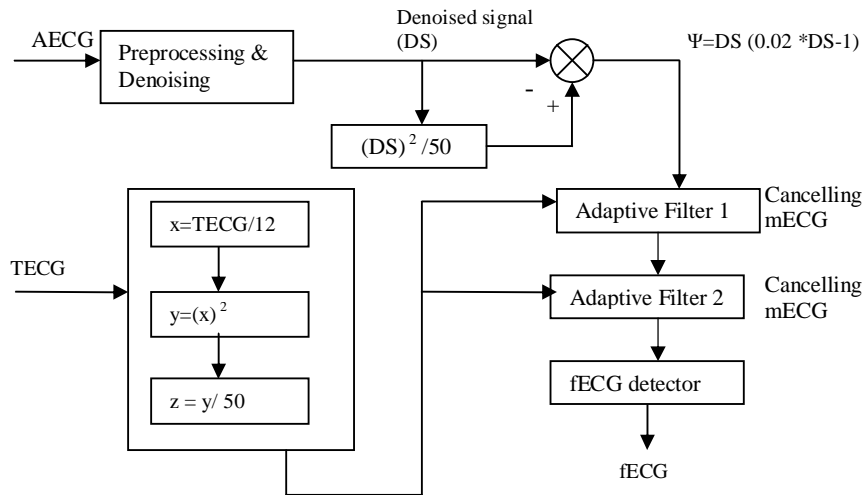 Denoised signal
(DS)
AECG
Preprocessing &
Denoising
Ψ=DS (0.02 *DS-1)
-
+
(DS) ² /50
TECG
x=TECG/12
y=(x) ²
z = y/ 50
Adaptive Filter 1
Cancelling
mECG
Adaptive Filter 2
Cancelling
mECG
fECG detector
fECG